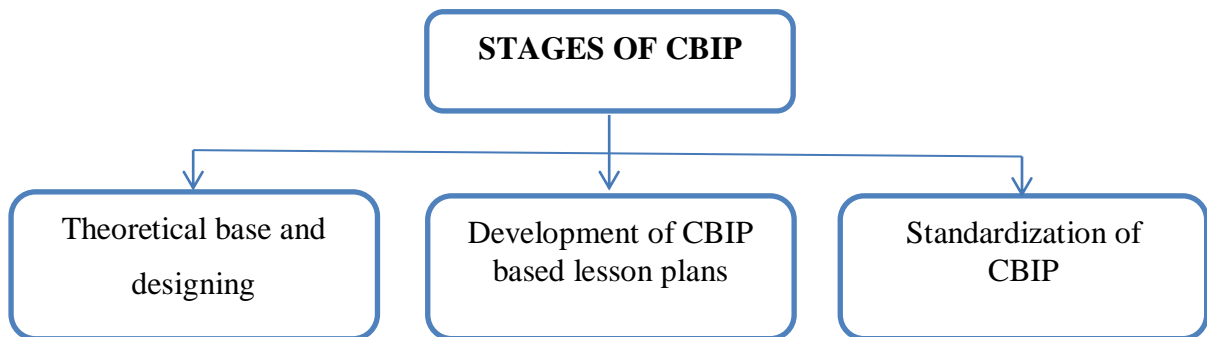 STAGES OF CBIP
Theoretical base and
designing
Development of CBIP
based lesson plans
Standardization of
CBIP